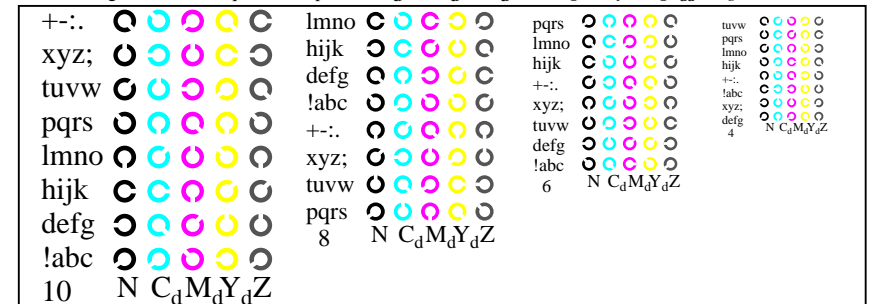 +-:.
xyz;
tuvw
pqrs
lmno
hijk
defg
!abc
10 N CdMdYdZ
lmno
hijk
defg
!abc
+-:.
xyz;
tuvw
pqrs
8 N CdMdYdZ
pqrs
lmno
hijk
+-:.
xyz;
tuvw
defg
!abc
6 N CdMdYdZ
tuvw
pqrs
lmno
hijk
+-:.
!abc
xyz;
defg
4 N CdMdYdZ